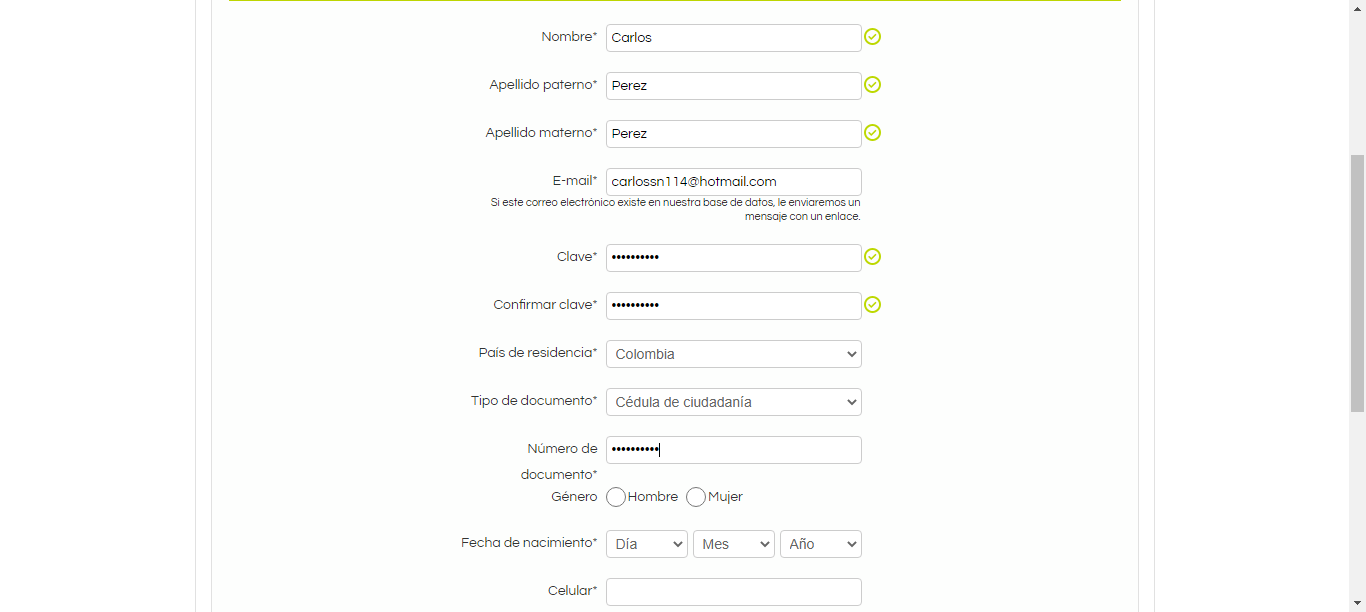 Nombre* Carlos
Apellido paterno* Perez
Apellido materno* Perez
E-mail* carlossn114@hotmail.com
Si este correo electrónico existe en nuestra base de datos, le enviaremos un
mensaje con un enlace.
Clave* ••••••••••
Confirmar clave* ••••••••••
País de residencia* Colombia
Tipo de documento* Cédula de ciudadanía
Número de ••••••••••
documento*
Género Hombre Mujer
Fecha de nacimiento* Día Mes Año
Celular*